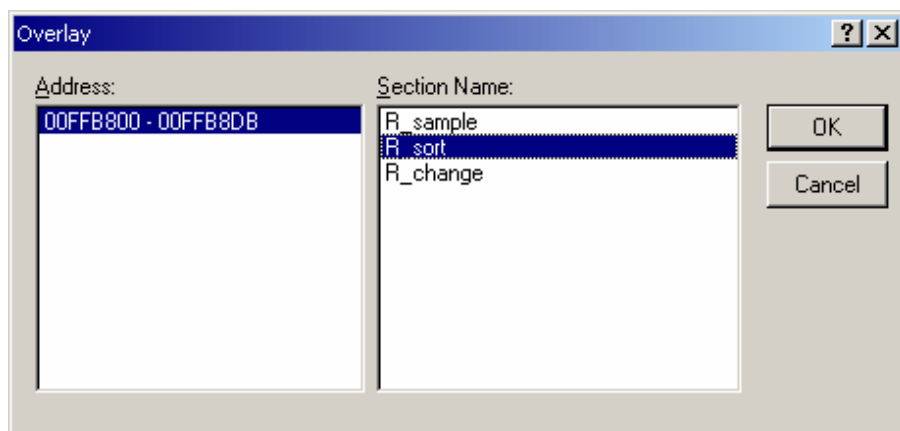 Overlay
Address:
Section Name:
00FFB800 - 00FFB8DB
R_sample
R_sort
R_change
OK
Cancel